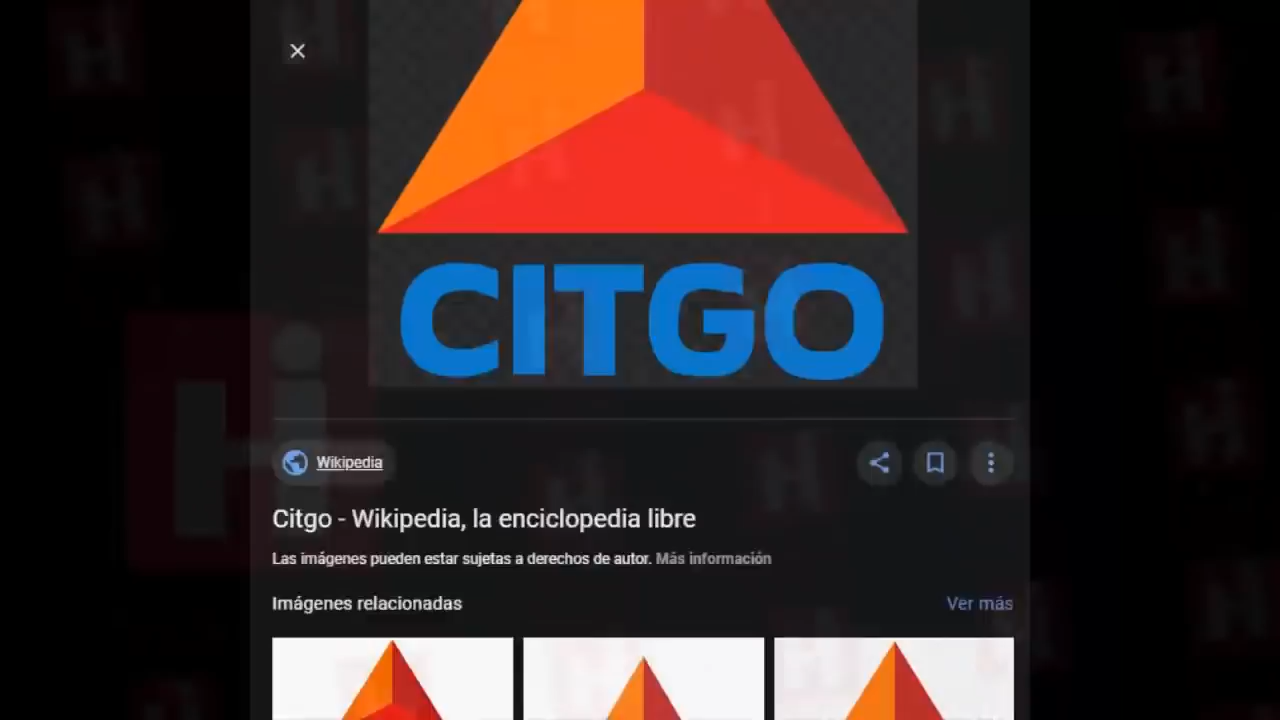 CITGO
Wikipedia
Citgo - Wikipedia, la enciclopedia libre
Las imágenes pueden estar sujetas a derechos de autor. Más información
Imágenes relacionadas
Ver más
Hi